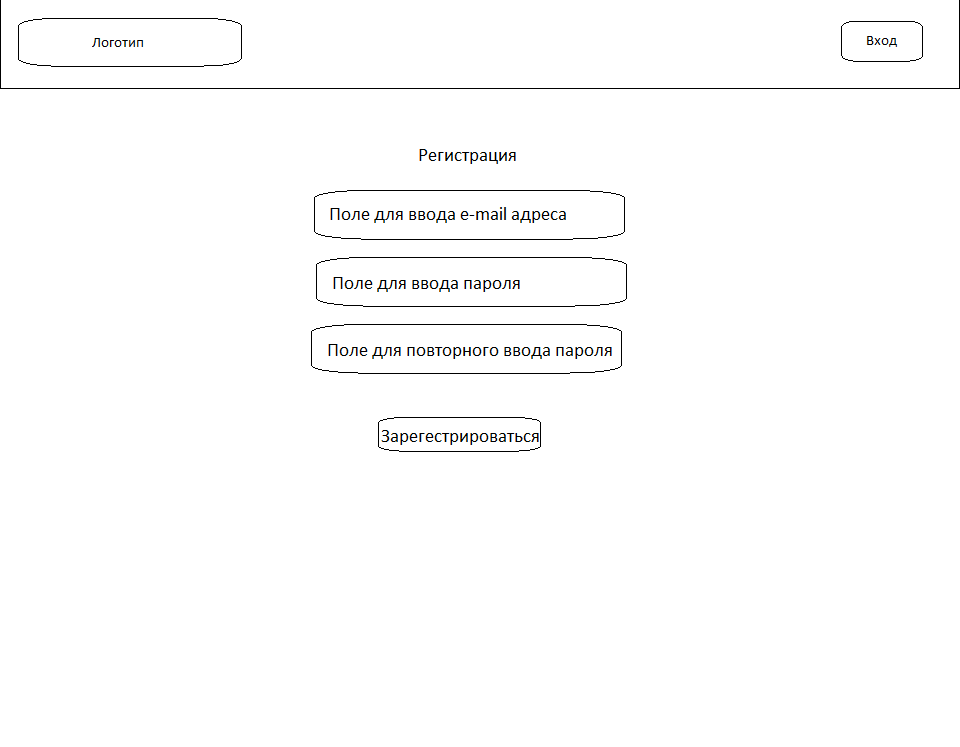 Логотип
Вход
Регистрация
Поле для ввода e-mail адреса
Поле для ввода пароля
Поле для повторного ввода пароля
Зарегестрироваться